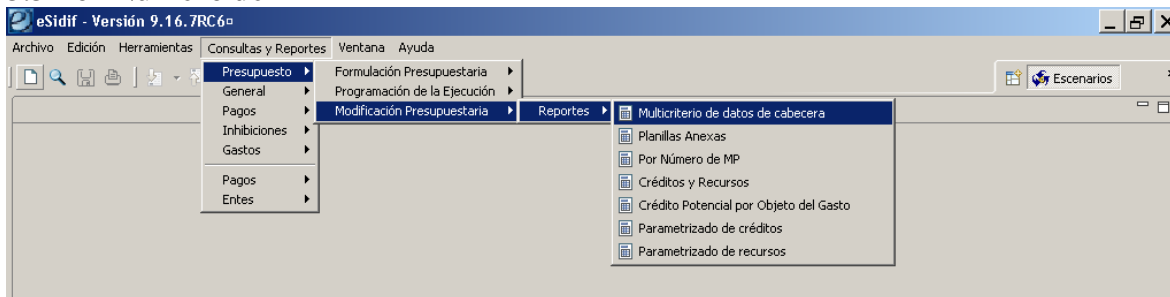 eSidif - Versión 9.16.7RC6¤
Archivo Edición Herramientas Consultas y Reportes Ventana Ayuda
Presupuesto Formulación Presupuestaria
Escenarios
General Programación de la Ejecución
Pagos Modificación Presupuestaria Reportes Multicriterio de datos de cabecera
Inhibiciones Planillas Anexas
Gastos Por Número de MP
Pagos Créditos y Recursos
Entes Crédito Potencial por Objeto del Gasto
Parametrizado de créditos
Parametrizado de recursos